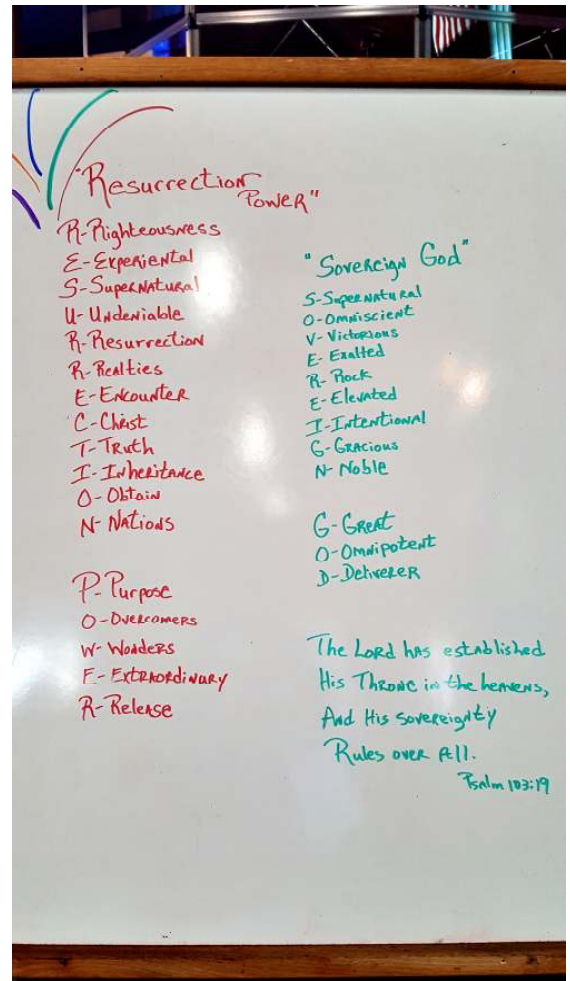 "Resurrection
Power"
R-Righteousness
E-Experiental
S-Supernatural
U-Undeniable
R-Resurrection
R-Realties
E-Encounter
C-Christ
T-Truth
I-Inheritance
O-Obtain
N-Nations
P-Purpose
O-Overcomers
W-Wonders
E-Extraordinary
R-Release
"Sovereign God"
S-Supernatural
O-Omniscient
V-Victorious
E-Exalted
R-Rock
E-Elevated
I-Intentional
G-Gracious
N-Noble
G-Great
O-Omnipotent
D-Deliverer
The Lord has established
His Throne in the heavens,
And His sovereignty
Rules over All.
Psalm 103:19